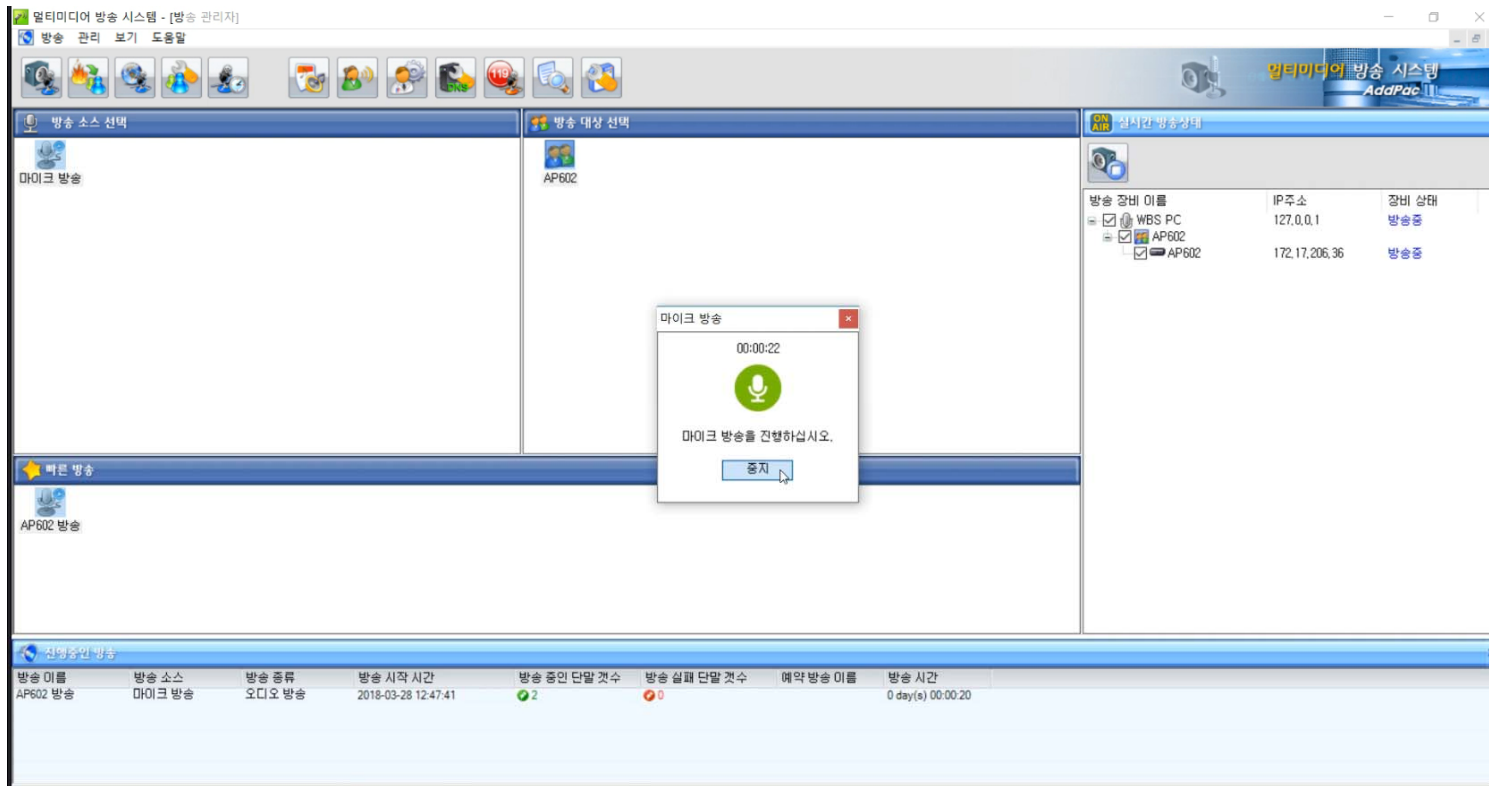 멀티미디어 방송 시스템 - [방송 관리자]
방송 관리 보기 도움말
119
DNS
멀티미디어 방송 시스템
AddPac
방송 소스 선택
방송 대상 선택
ON AIR 실시간 방송상태
마이크 방송
AP602
방송 장비 이름 IP주소 장비 상태
WBS PC 127,0,0,1 방송중
AP602
AP602 172,17,206,36 방송중
마이크 방송
00:00:22
마이크 방송을 진행하십시오.
중지
빠른 방송
AP602 방송
진행중인 방송
방송 이름 방송 소스 방송 종류 방송 시작 시간 방송 중인 단말 갯수 방송 실패 단말 갯수 예약 방송 이름 방송 시간
AP602 방송 마이크 방송 오디오 방송 2018-03-28 12:47:41 2 0 0 day(s) 00:00:20